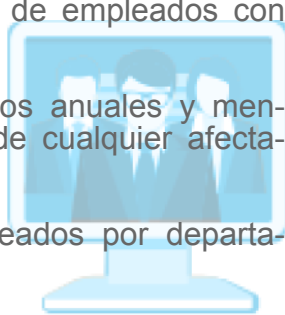 de empleados con
os anuales y men-
de cualquier afecta-
eados por departa-